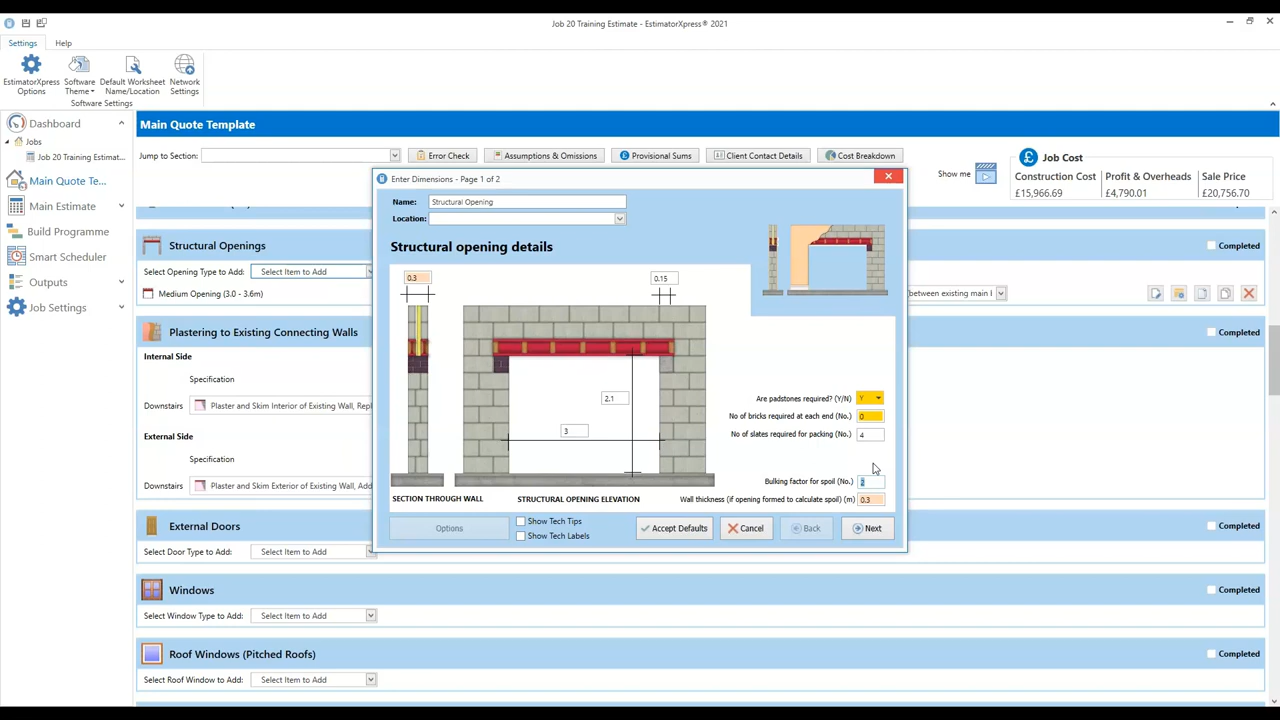 Job 20 Training Estimate - EstimatorXpress® 2021
Settings
Help
EstimatorXpress Options
Software Theme
Default Worksheet Name/Location
Network Settings
Software Settings
Dashboard
Jobs
Job 20 Training Estimat...
Main Quote Te...
Main Estimate
Build Programme
Smart Scheduler
Outputs
Job Settings
Main Quote Template
Jump to Section:
Error Check
Assumptions & Omissions
Provisional Sums
Client Contact Details
Cost Breakdown
Show me
Job Cost
Construction Cost Profit & Overheads Sale Price
£15,966.69 £4,790.01 £20,756.70
Structural Openings
Completed
Select Opening Type to Add: Select Item to Add
Medium Opening (3.0 - 3.6m)
between existing main
Plastering to Existing Connecting Walls
Completed
Internal Side
Specification
Downstairs Plaster and Skim Interior of Existing Wall, Repl
External Side
Specification
Downstairs Plaster and Skim Exterior of Existing Wall, Ex
External Doors
Completed
Select Door Type to Add: Select Item to Add
Windows
Completed
Select Window Type to Add: Select Item to Add
Roof Windows (Pitched Roofs)
Completed
Select Roof Window to Add: Select Item to Add
Enter Dimensions - Page 1 of 2
Name: Structural Opening
Location:
Structural opening details
0.3
0.15
2.1
3
Are padstones required? (Y/N) Y
No of bricks required at each end (No.) 0
No of slates required for packing (No.) 4
Bulking factor for spoil (No.) 2
Wall thickness (if opening formed to calculate spoil) (m) 0.3
SECTION THROUGH WALL
STRUCTURAL OPENING ELEVATION
Options
Show Tech Tips
Show Tech Labels
Accept Defaults
Cancel
Back
Next